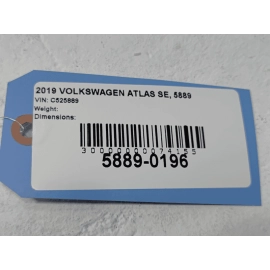 2019 VOLKSWAGEN ATLAS SE, 5889
VIN: C525889
Weight:
Dimensions:
5889-0196